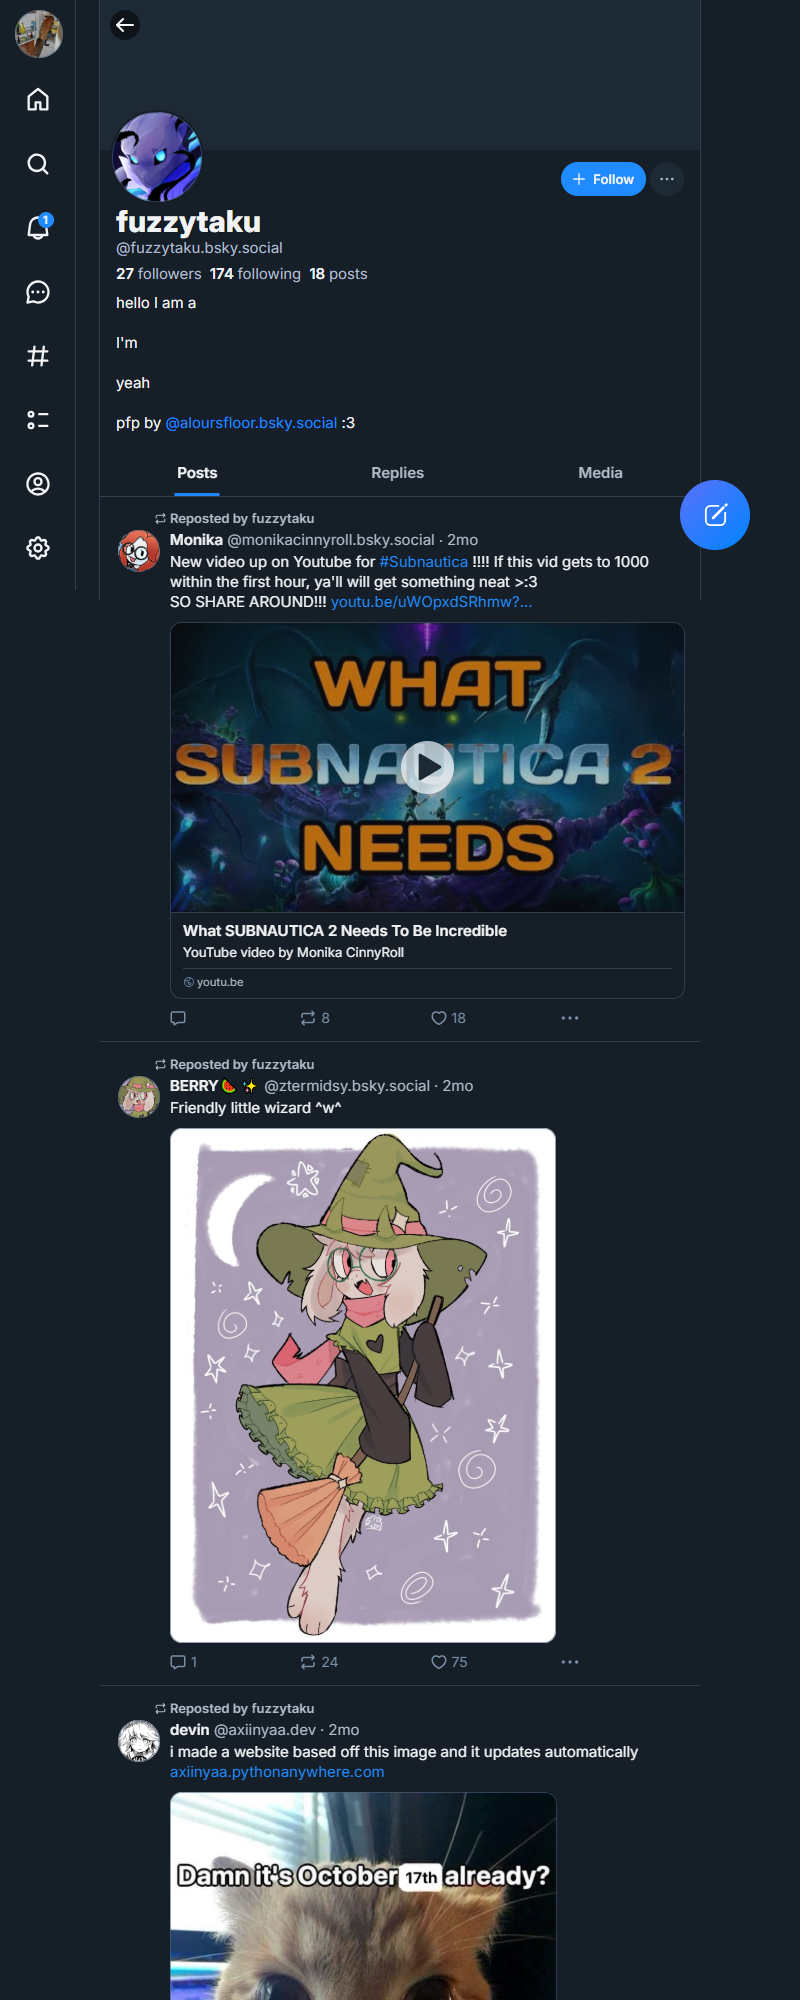 1
Follow
fuzzytaku
@fuzzytaku.bsky.social
27 followers 174 following 18 posts
hello I am a
I'm
yeah
pfp by @aloursfloor.bsky.social :3
Posts Replies Media
Reposted by fuzzytaku
Monika @monikacinnyroll.bsky.social · 2mo
New video up on Youtube for #Subnautica !!!! If this vid gets to 1000
within the first hour, ya'll will get something neat >:3
SO SHARE AROUND!!! youtu.be/uWOpxdSRhmw?...
WHAT
SUBNAUTICA 2
NEEDS
What SUBNAUTICA 2 Needs To Be Incredible
YouTube video by Monika CinnyRoll
youtu.be
8 18
Reposted by fuzzytaku
BERRY🍉 ✨ @ztermidsy.bsky.social · 2mo
Friendly little wizard ^w^
1 24 75
Reposted by fuzzytaku
devin @axiinyaa.dev · 2mo
i made a website based off this image and it updates automatically
axiinyaa.pythonanywhere.com
Damn it's October 17th already?